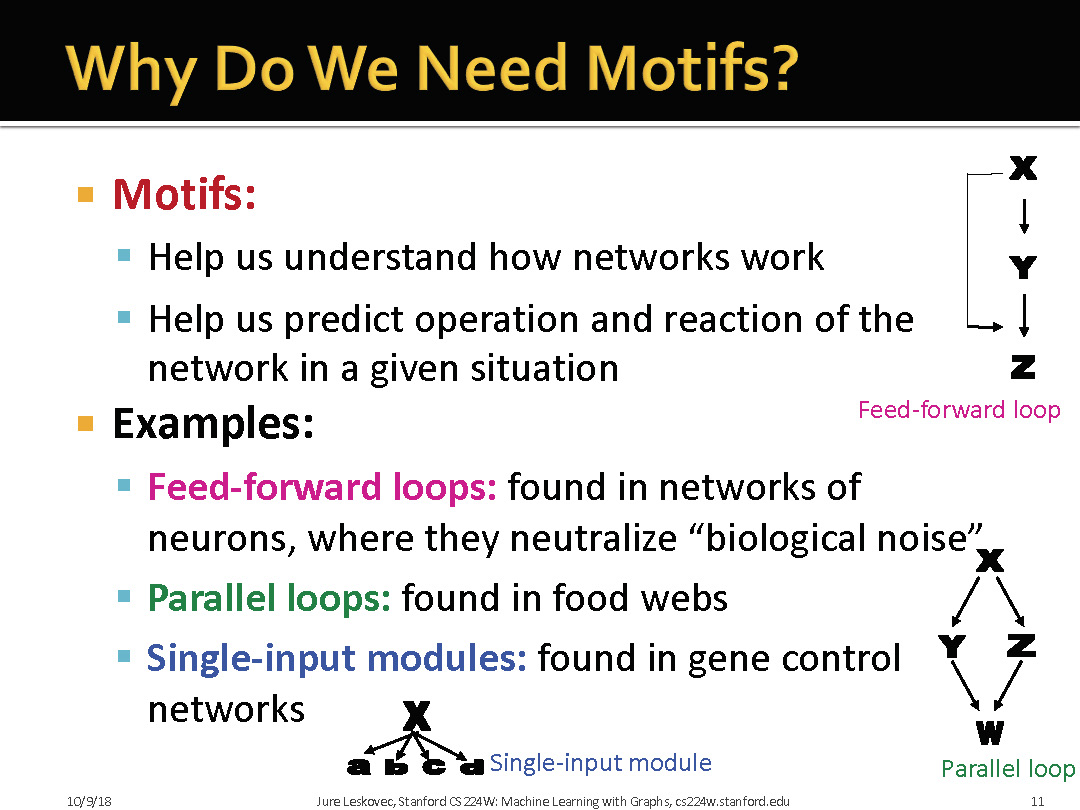 Why Do We Need Motifs?
Motifs:
Help us understand how networks work
Help us predict operation and reaction of the
network in a given situation
X
Y
Z
Feed-forward loop
Examples:
Feed-forward loops: found in networks of
neurons, where they neutralize “biological noise”
Parallel loops: found in food webs
Single-input modules: found in gene control
networks
X
Y Z
W
Parallel loop
X
a b c d
Single-input module
10/9/18
Jure Leskovec, Stanford CS224W: Machine Learning with Graphs, cs224w.stanford.edu
11